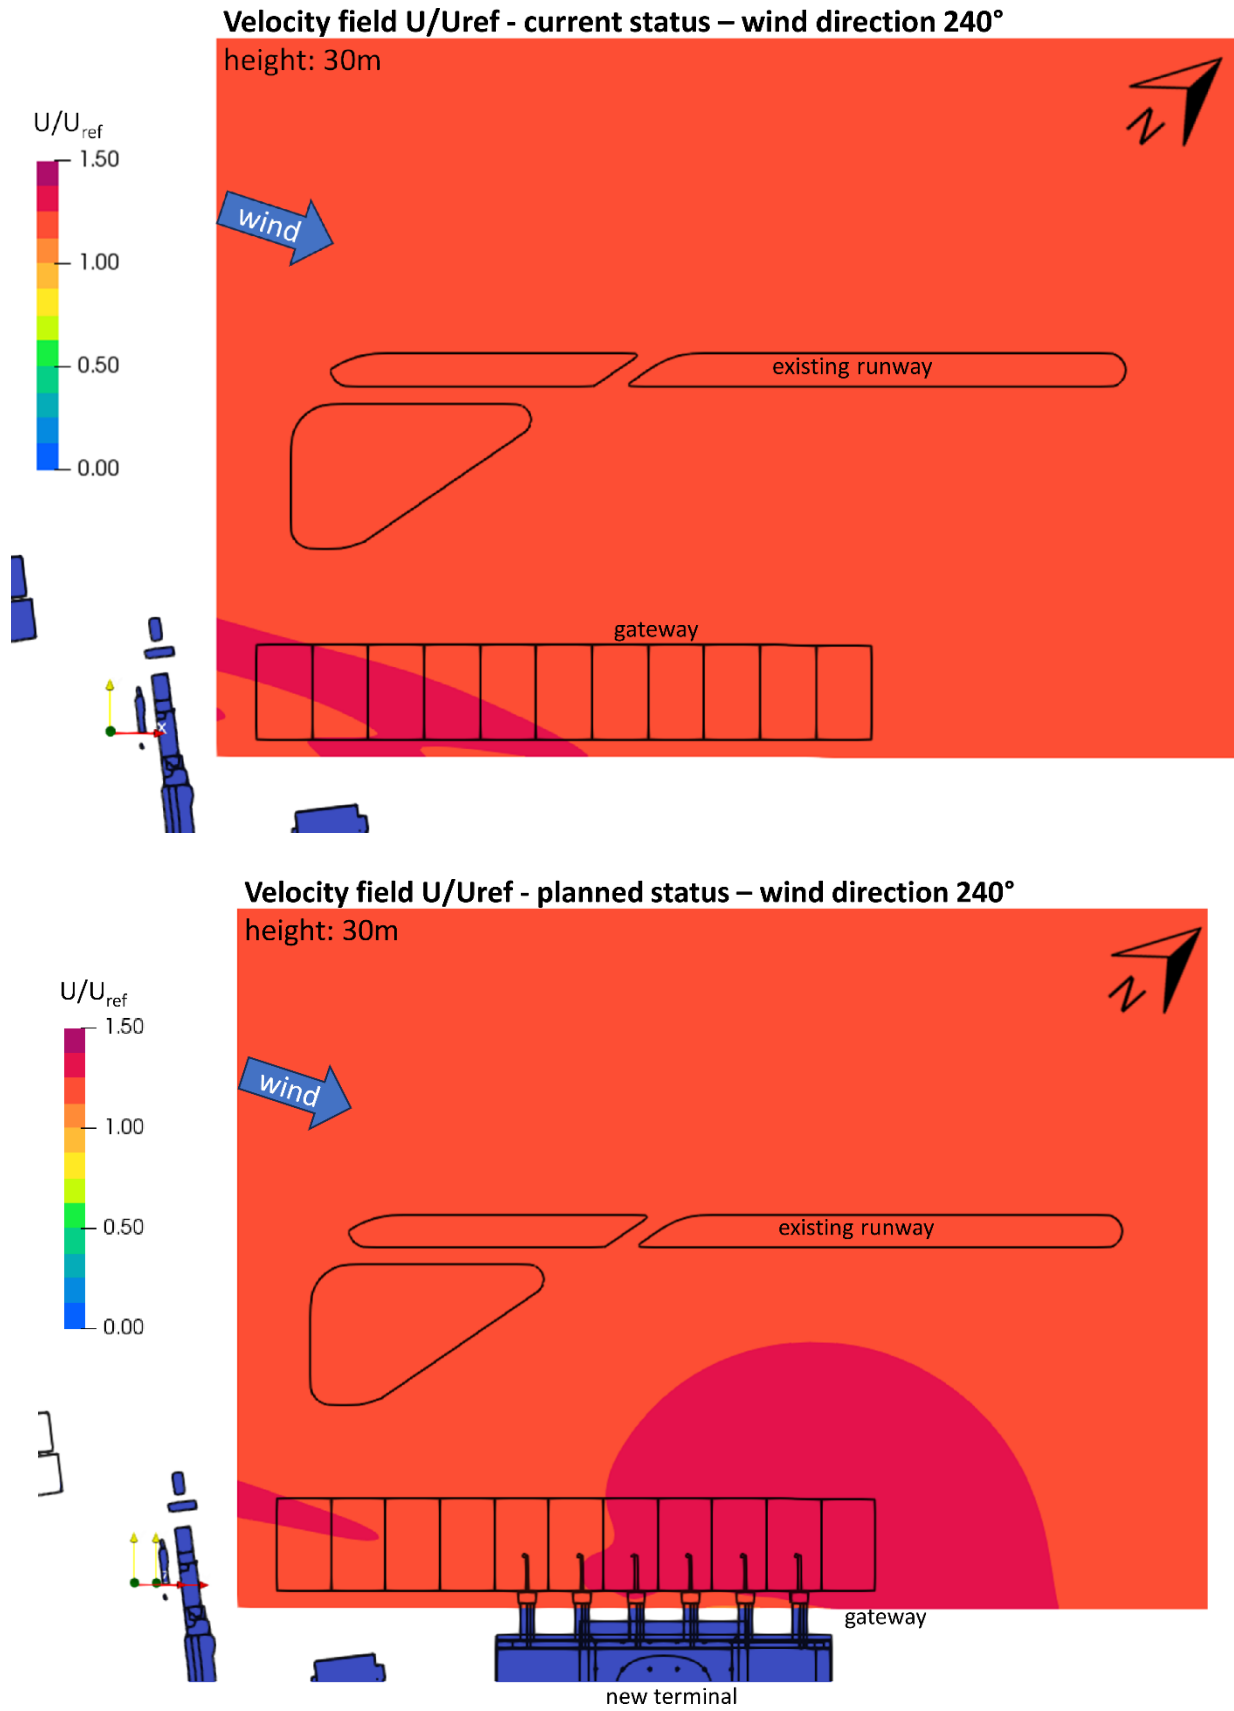 Velocity field U/Uref - current status – wind direction 240°
height: 30m
N
U/Uref
1.50
1.00
0.50
0.00
wind
existing runway
gateway
X
Velocity field U/Uref - planned status – wind direction 240°
height: 30m
N
U/Uref
1.50
1.00
0.50
0.00
wind
existing runway
gateway
new terminal